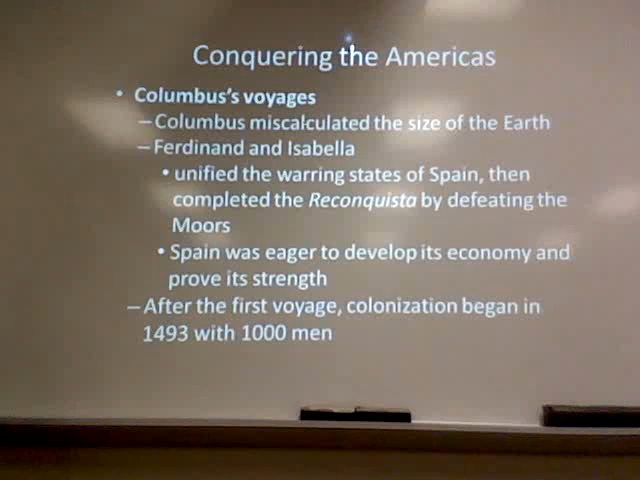 Conquering the Americas
• Columbus's voyages
–Columbus miscalculated the size of the Earth
–Ferdinand and Isabella
• unified the warring states of Spain, then
completed the Reconquista by defeating the
Moors
• Spain was eager to develop its economy and
prove its strength
–After the first voyage, colonization began in
1493 with 1000 men